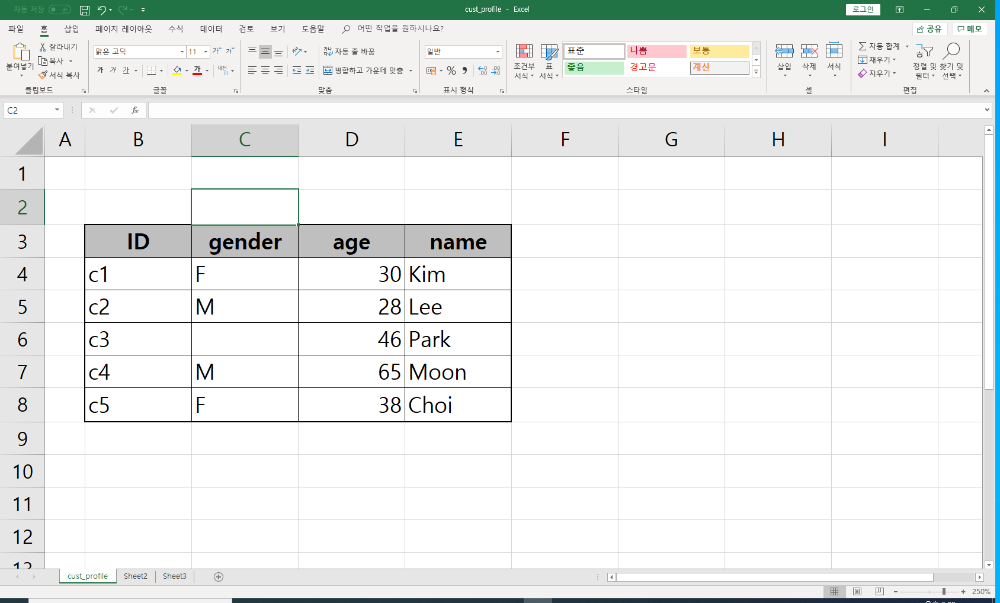 자동 저장 끔
cust_profile - Excel
로그인
파일 홈 삽입 페이지 레이아웃 수식 데이터 검토 보기 도움말 어떤 작업을 원하시나요?
공유 메모
붙여넣기
잘라내기
복사
서식 복사
클립보드
맑은 고딕 11 가 가
가 가 가 가 내천
글꼴
자동 줄 바꿈
병합하고 가운데 맞춤
맞춤
일반
% ,
표시 형식
조건부 서식
표 서식
표준 나쁨 보통
좋음 경고문 계산
스타일
삽입 삭제 서식
셀
자동 합계
채우기
지우기
정렬 및 필터
찾기 및 선택
편집
C2 fx
A B C D E F G H I
1
2
3 ID gender age name
4 c1 F 30 Kim
5 c2 M 28 Lee
6 c3 46 Park
7 c4 M 65 Moon
8 c5 F 38 Choi
9
10
11
12
13
cust_profile Sheet2 Sheet3
250%